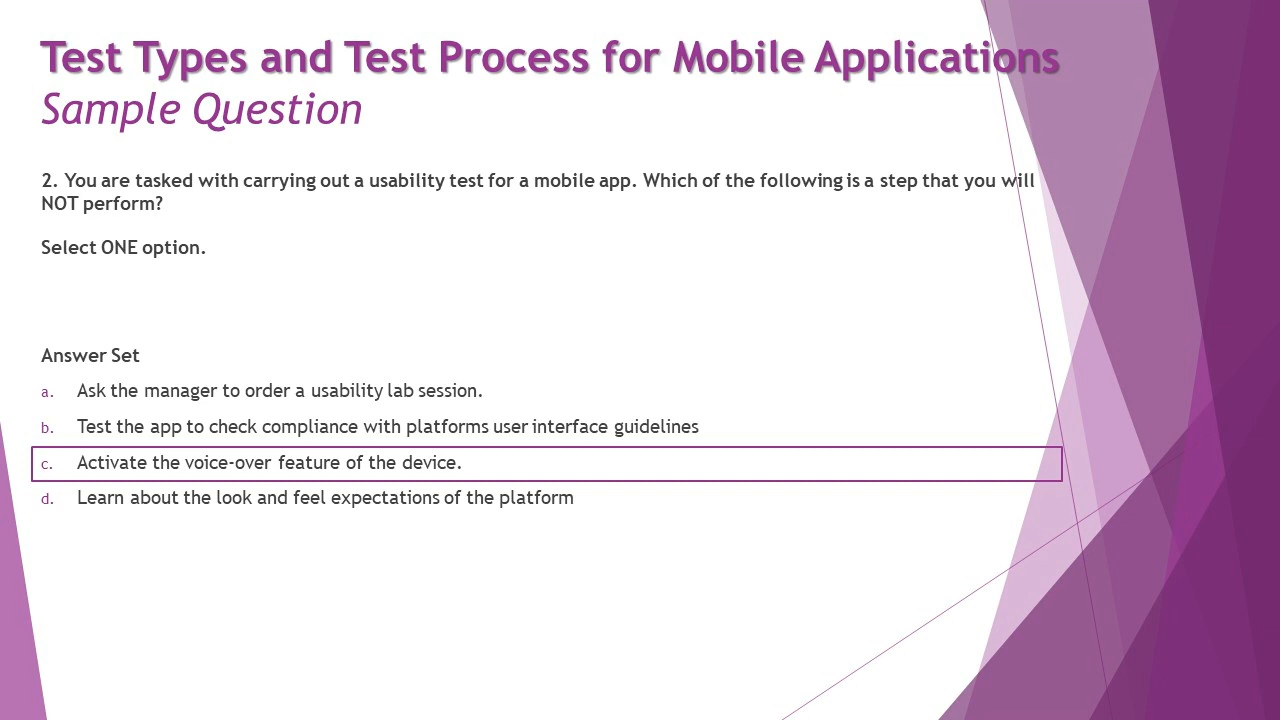 Test Types and Test Process for Mobile Applications
Sample Question
2. You are tasked with carrying out a usability test for a mobile app. Which of the following is a step that you will
NOT perform?
Select ONE option.
Answer Set
a. Ask the manager to order a usability lab session.
b. Test the app to check compliance with platforms user interface guidelines
c. Activate the voice-over feature of the device.
d. Learn about the look and feel expectations of the platform